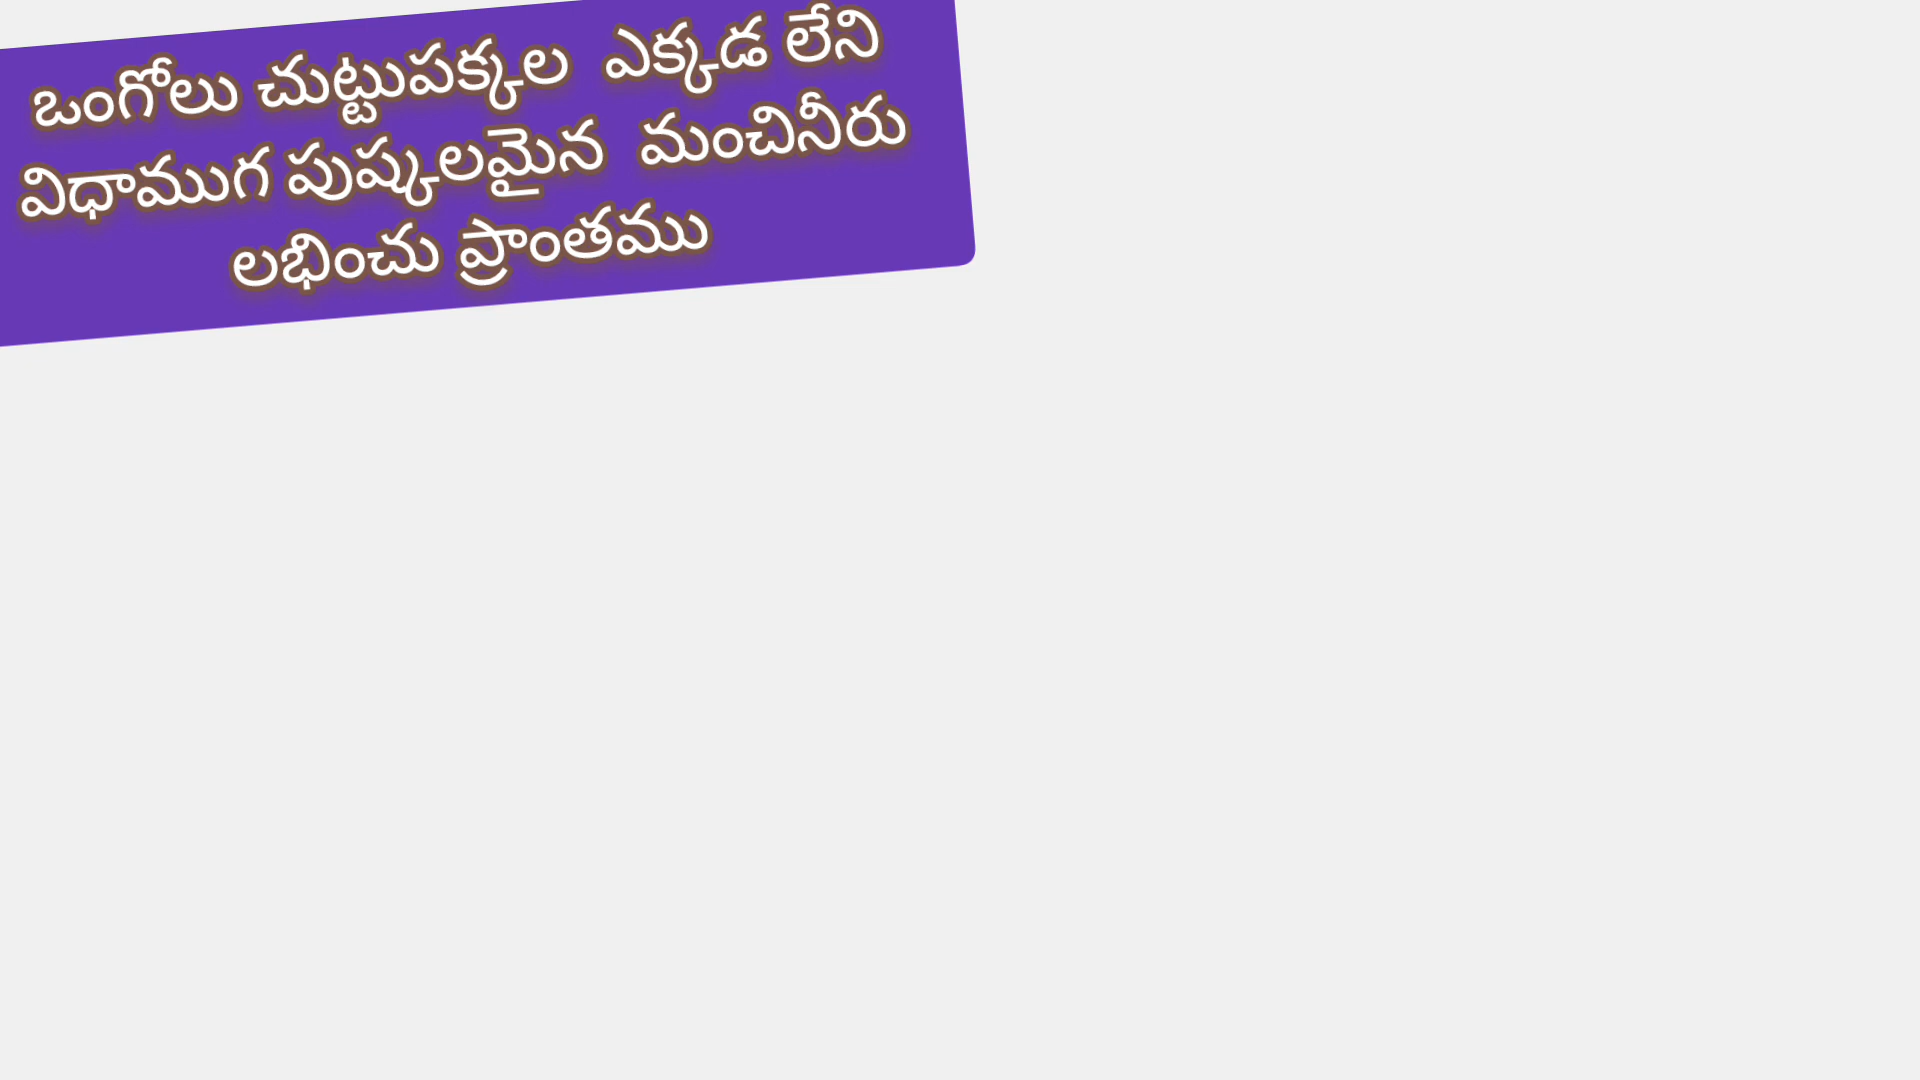 ఒంగోలు చుట్టుపక్కల ఎక్కడ లేని
విధాముగ పుష్కలమైన మంచినీరు
లభించు ప్రాంతము